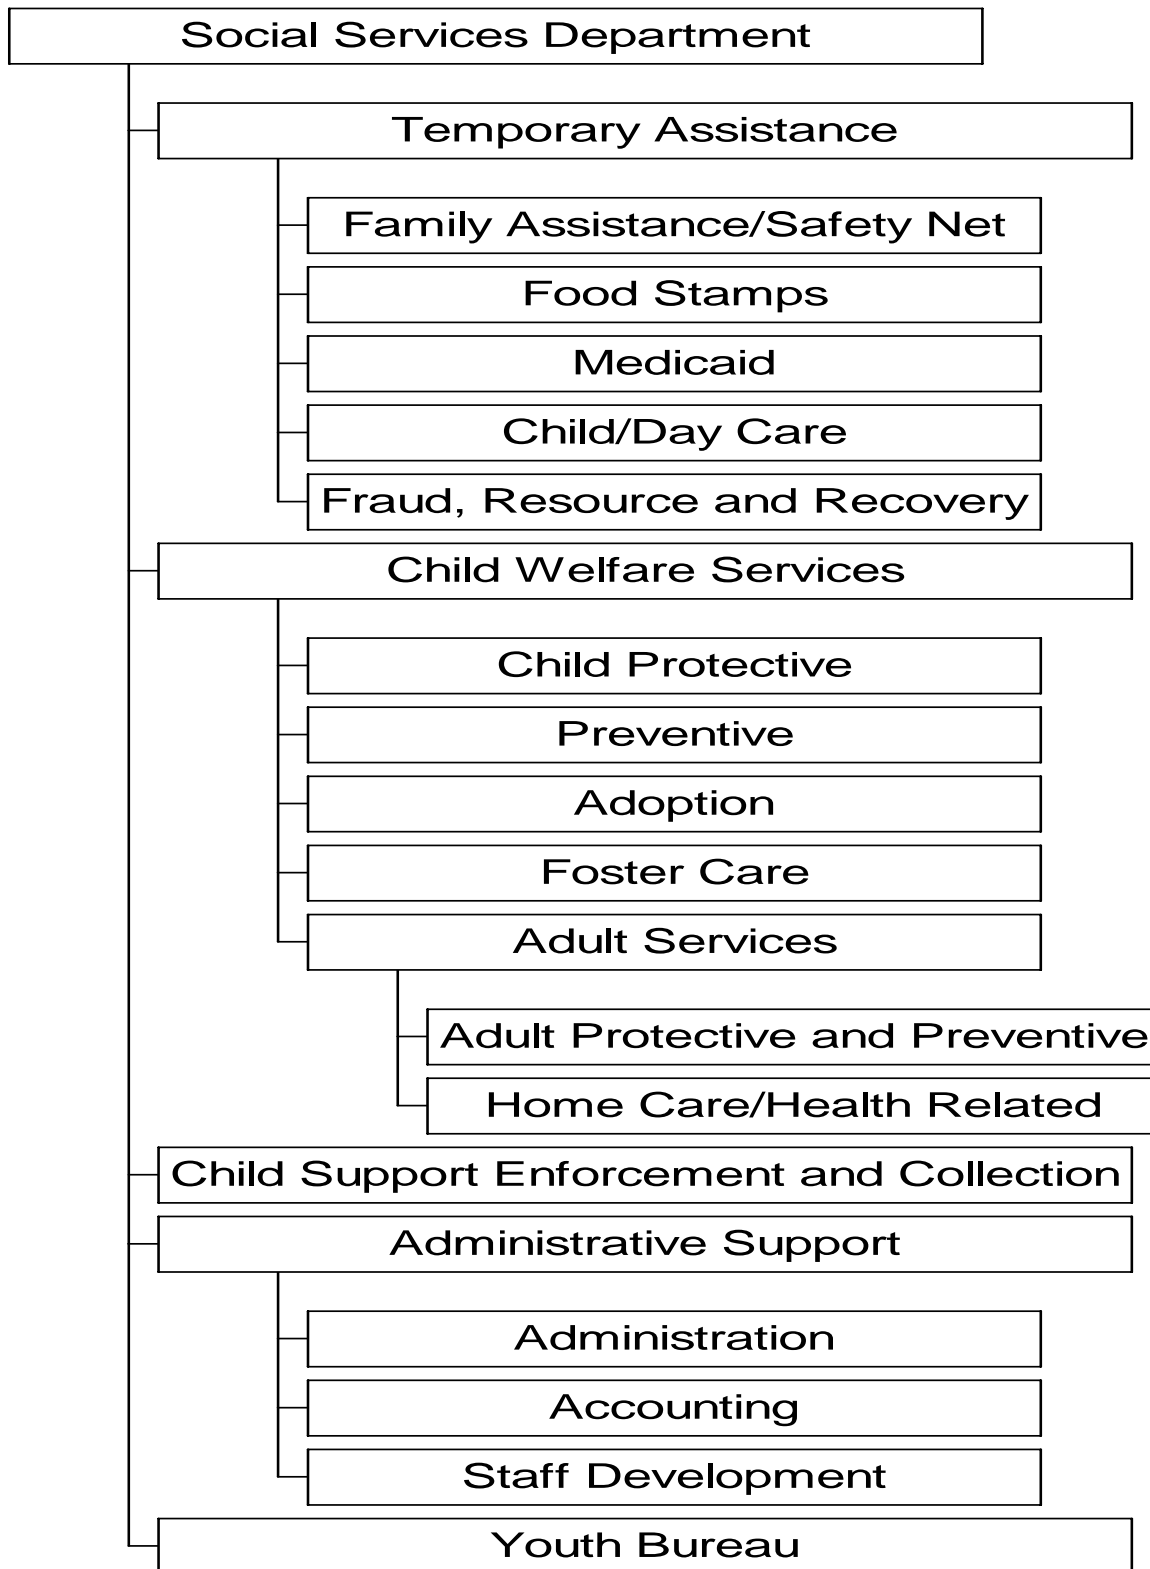 Social Services Department
Temporary Assistance
Family Assistance/Safety Net
Food Stamps
Medicaid
Child/Day Care
Fraud, Resource and Recovery
Child Welfare Services
Child Protective
Preventive
Adoption
Foster Care
Adult Services
Adult Protective and Preventive
Home Care/Health Related
Child Support Enforcement and Collection
Administrative Support
Administration
Accounting
Staff Development
Youth Bureau